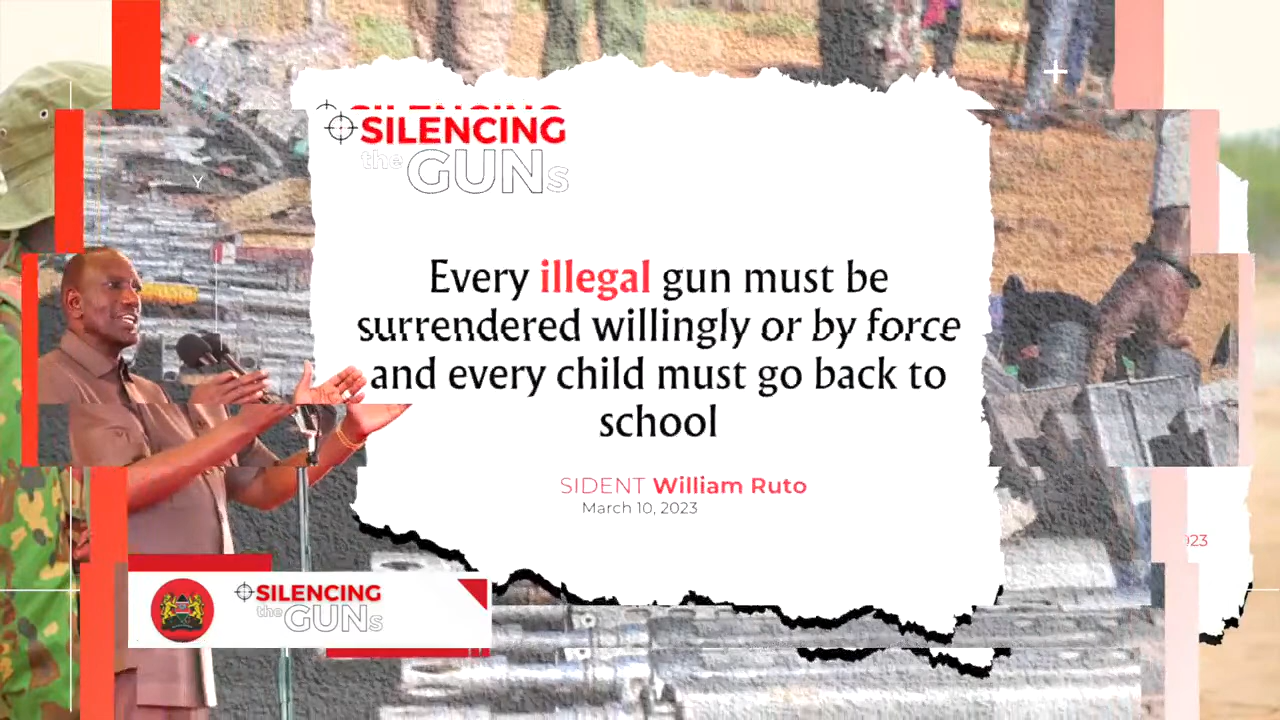 SILENCING
the GUNs
Every illegal gun must be
surrendered willingly or by force
and every child must go back to
school
SIDENT William Ruto
March 10, 2023
023
SILENCING
the GUNs